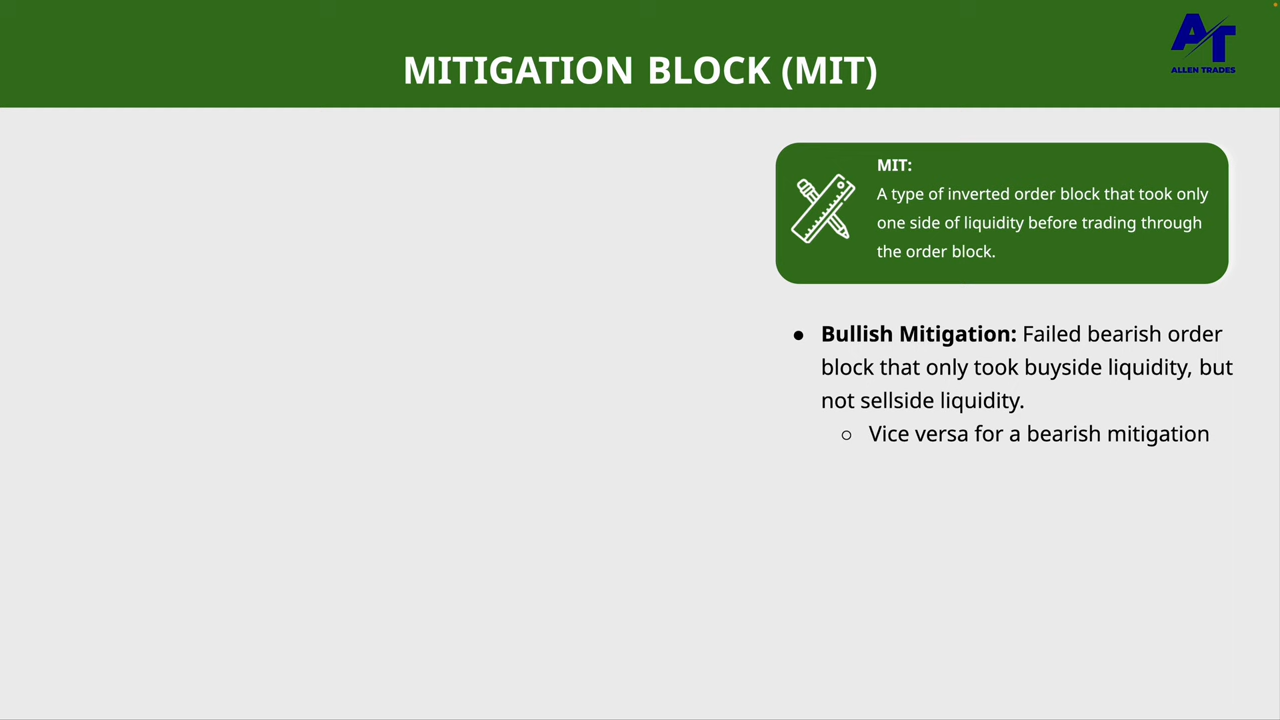 MITIGATION BLOCK (MIT)
AT
ALLEN TRADES
MIT:
A type of inverted order block that took only
one side of liquidity before trading through
the order block.
● Bullish Mitigation: Failed bearish order
block that only took buyside liquidity, but
not sellside liquidity.
○ Vice versa for a bearish mitigation